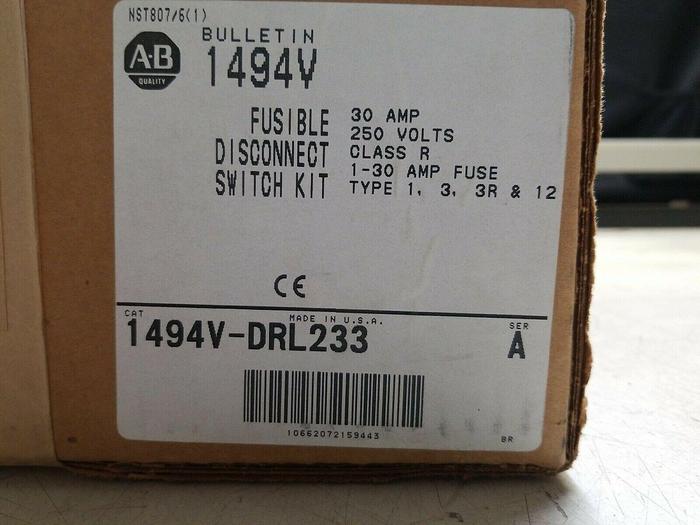 NST807/6(1)
A-B
QUALITY
BULLETIN
1494V
FUSIBLE
DISCONNECT
SWITCH KIT
30 AMP
250 VOLTS
CLASS R
1-30 AMP FUSE
TYPE 1, 3, 3R & 12
CE
CAT
MADE IN U.S.A.
SER
1494V-DRL233
A
10662072159443
BR